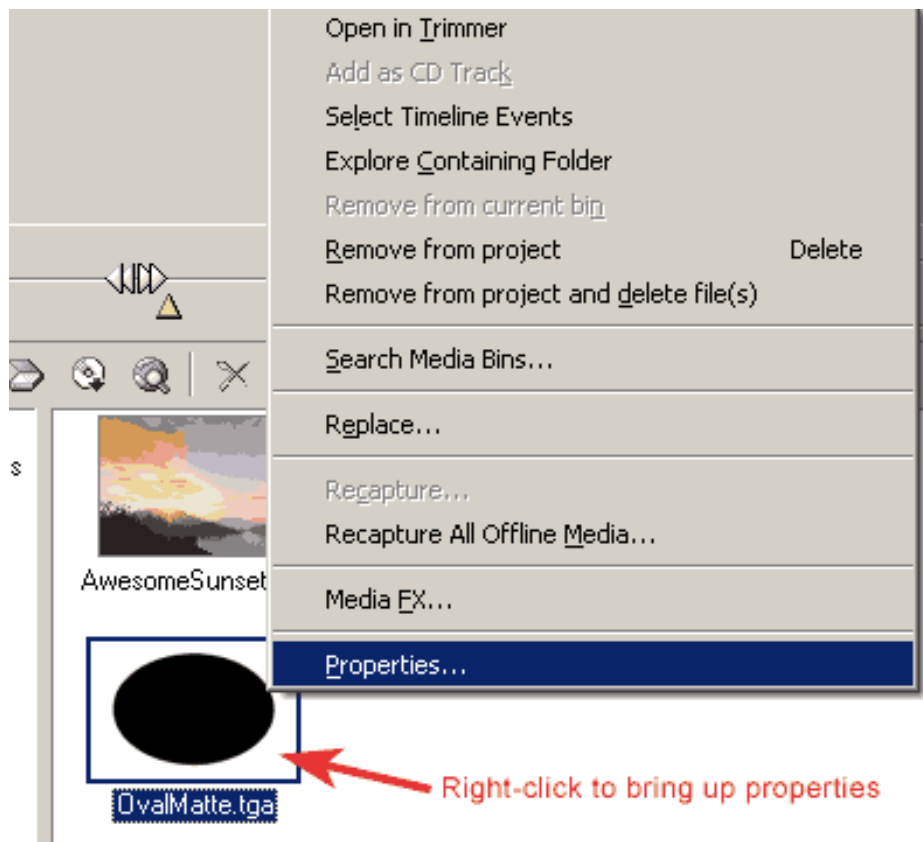 Open in Trimmer
Add as CD Track
Select Timeline Events
Explore Containing Folder
Remove from current bin
Remove from project Delete
Remove from project and delete file(s)
Search Media Bins...
Replace...
Recapture...
Recapture All Offline Media...
Media FX...
Properties...
s
AwesomeSunset
OvalMatte.tga
Right-click to bring up properties